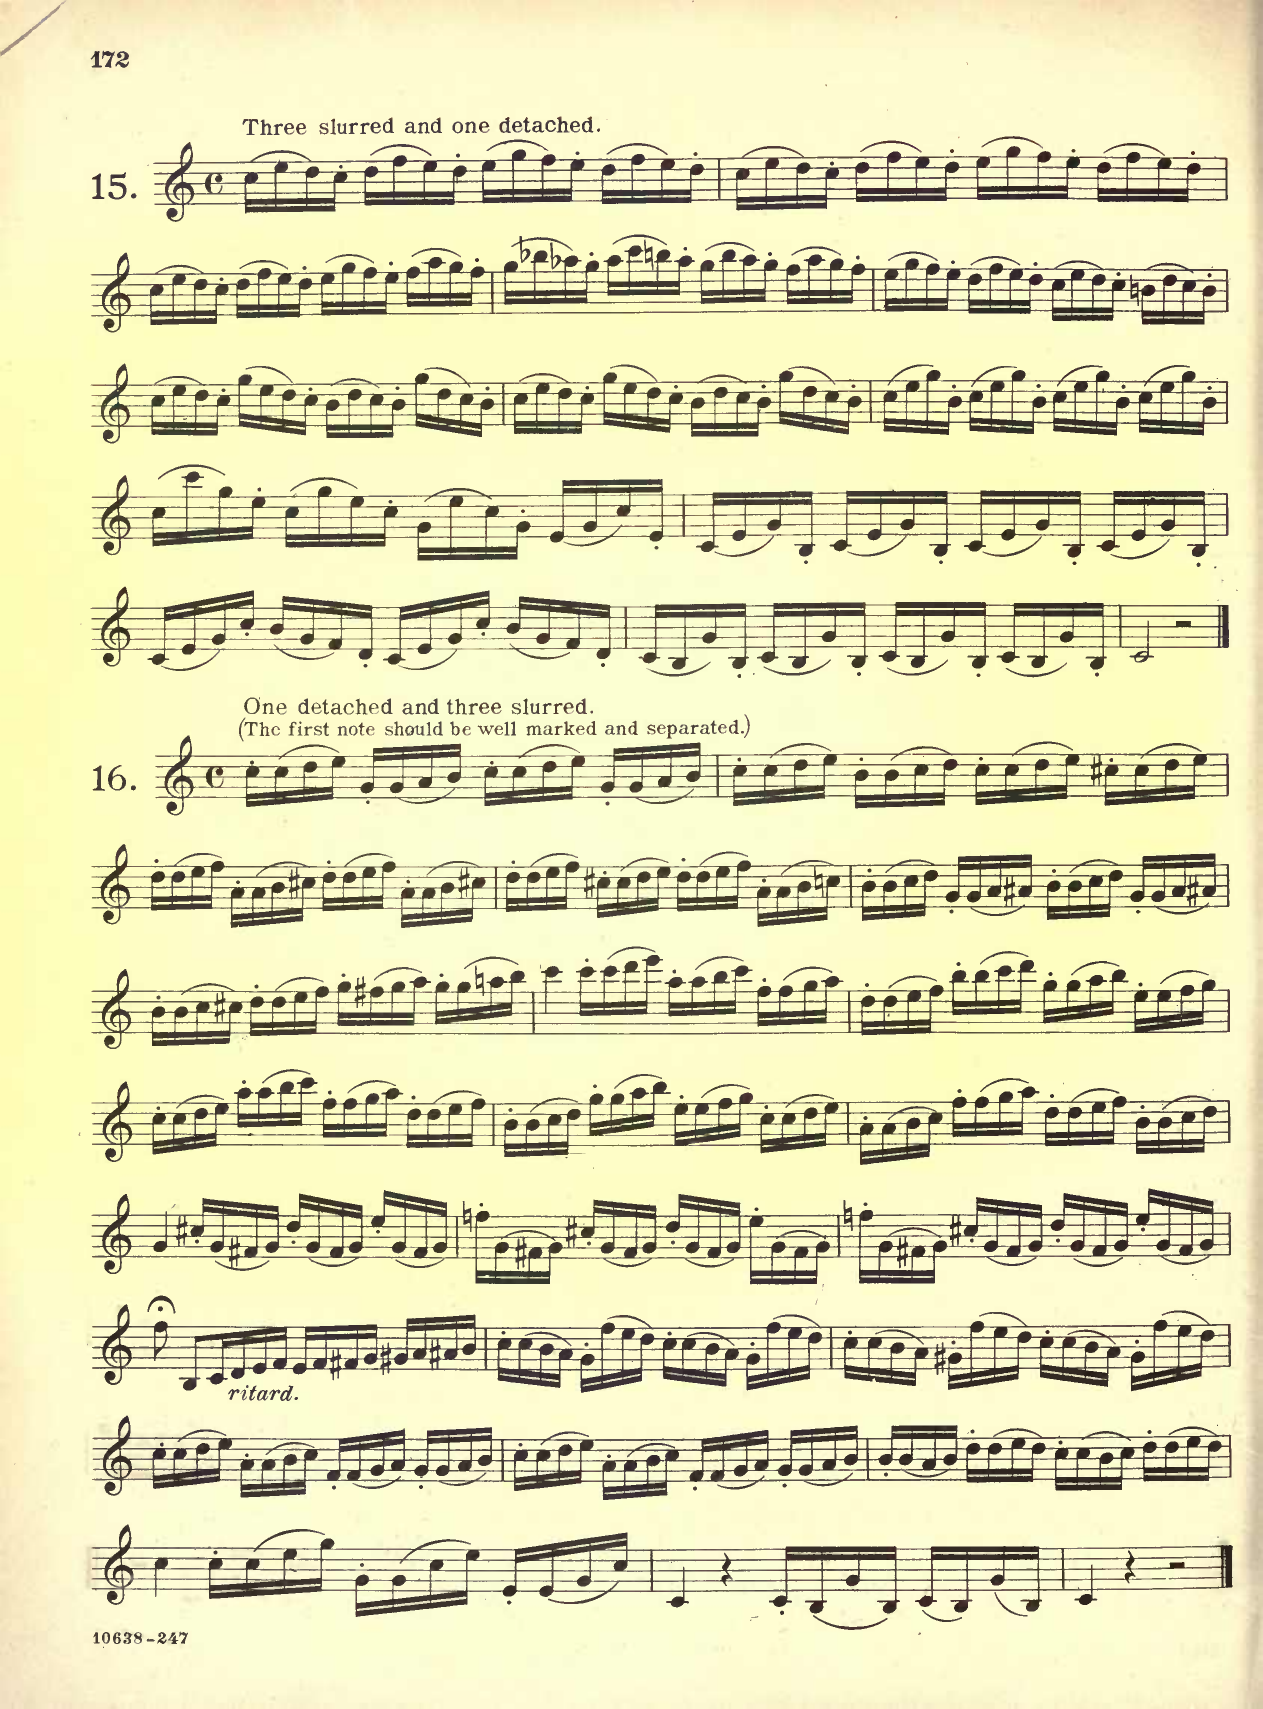 172
Three slurred and one detached.
15.
One detached and three slurred.
(The first note should be well marked and separated.)
16.
ritard.
10638-247